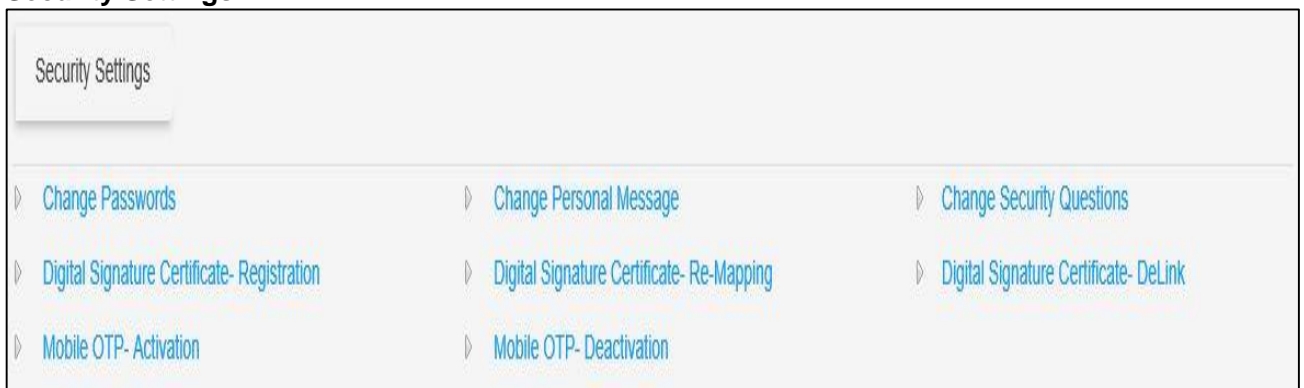 Security Settings
Security Settings
Change Passwords Change Personal Message Change Security Questions
Digital Signature Certificate- Registration Digital Signature Certificate- Re-Mapping Digital Signature Certificate- DeLink
Mobile OTP- Activation Mobile OTP- Deactivation